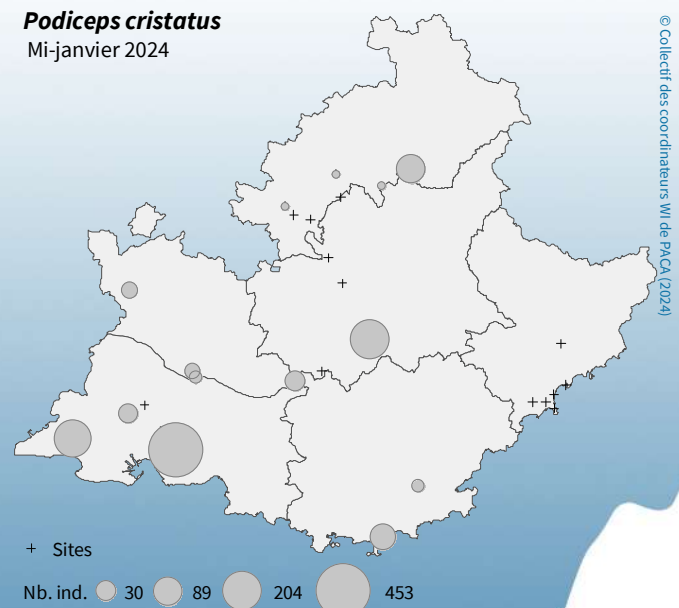 Podiceps cristatus
Mi-janvier 2024
© Collectif des coordinateurs WI de PACA (2024)
+ Sites
Nb. ind. 30 89 204 453